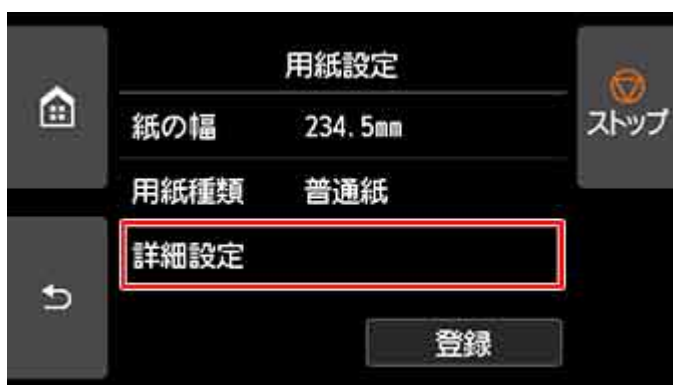 用紙設定
紙の幅 234.5mm
ストップ
用紙種類 普通紙
詳細設定
登録